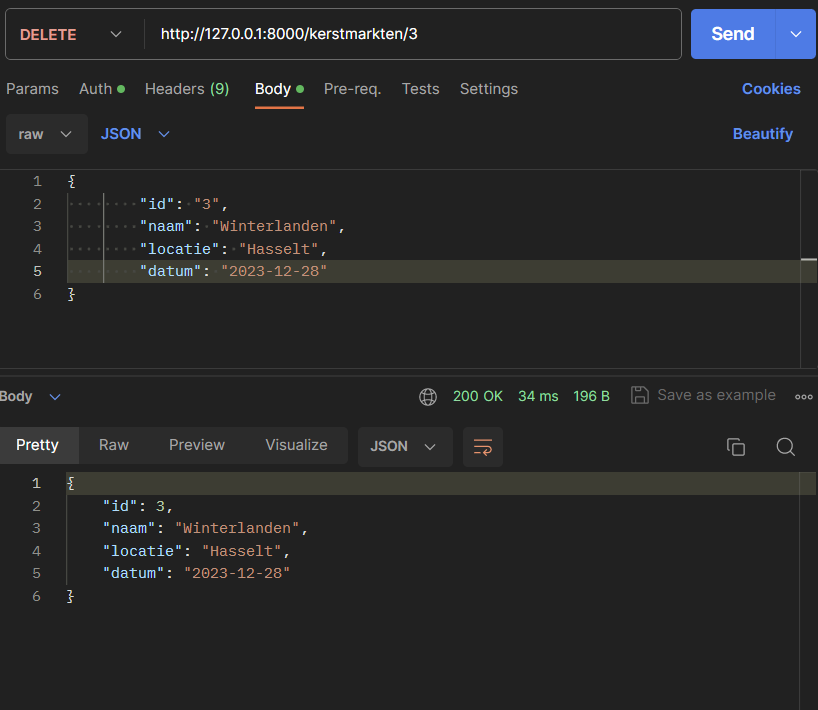 DELETE http://127.0.0.1:8000/kerstmarkten/3 Send
Params Auth Headers (9) Body Pre-req. Tests Settings Cookies
raw JSON Beautify
1 {
2 "id": "3",
3 "naam": "Winterlanden",
4 "locatie": "Hasselt",
5 "datum": "2023-12-28"
6 }
Body 200 OK 34 ms 196 B Save as example
Pretty Raw Preview Visualize JSON
1 {
2 "id": 3,
3 "naam": "Winterlanden",
4 "locatie": "Hasselt",
5 "datum": "2023-12-28"
6 }